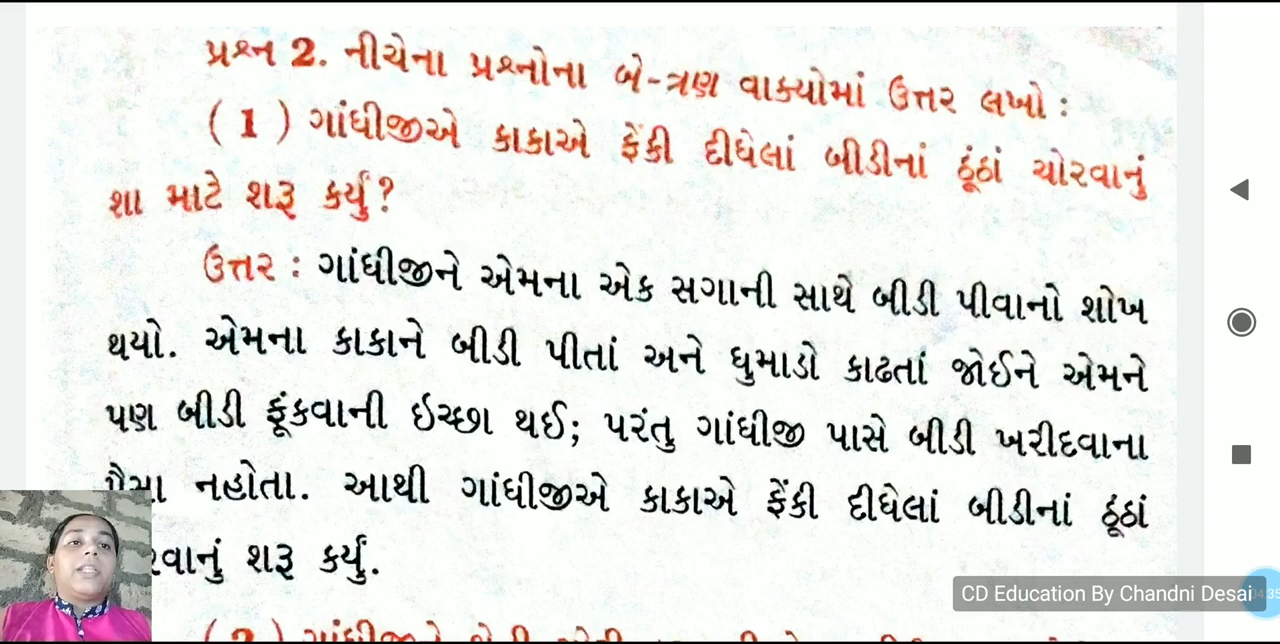 પ્રશ્ન 2. નીચેના પ્રશ્નોના બે-ત્રણ વાક્યોમાં ઉત્તર લખો :
( 1 ) ગાંધીજીએ કાકાએ ફેંકી દીધેલાં બીડીનાં ઠૂંઠાં ચોરવાનું
શા માટે શરૂ કર્યું?
ઉત્તર : ગાંધીજીને એમના એક સગાની સાથે બીડી પીવાનો શોખ
થયો. એમના કાકાને બીડી પીતાં અને ધુમાડો કાઢતાં જોઈને એમને
પણ બીડી ફૂંકવાની ઇચ્છા થઈ; પરંતુ ગાંધીજી પાસે બીડી ખરીદવાના
નહોતા. આથી ગાંધીજીએ કાકાએ ફેંકી દીધેલાં બીડીનાં ઠૂંઠાં
શરૂ કર્યું.
CD Education By Chandni Desai